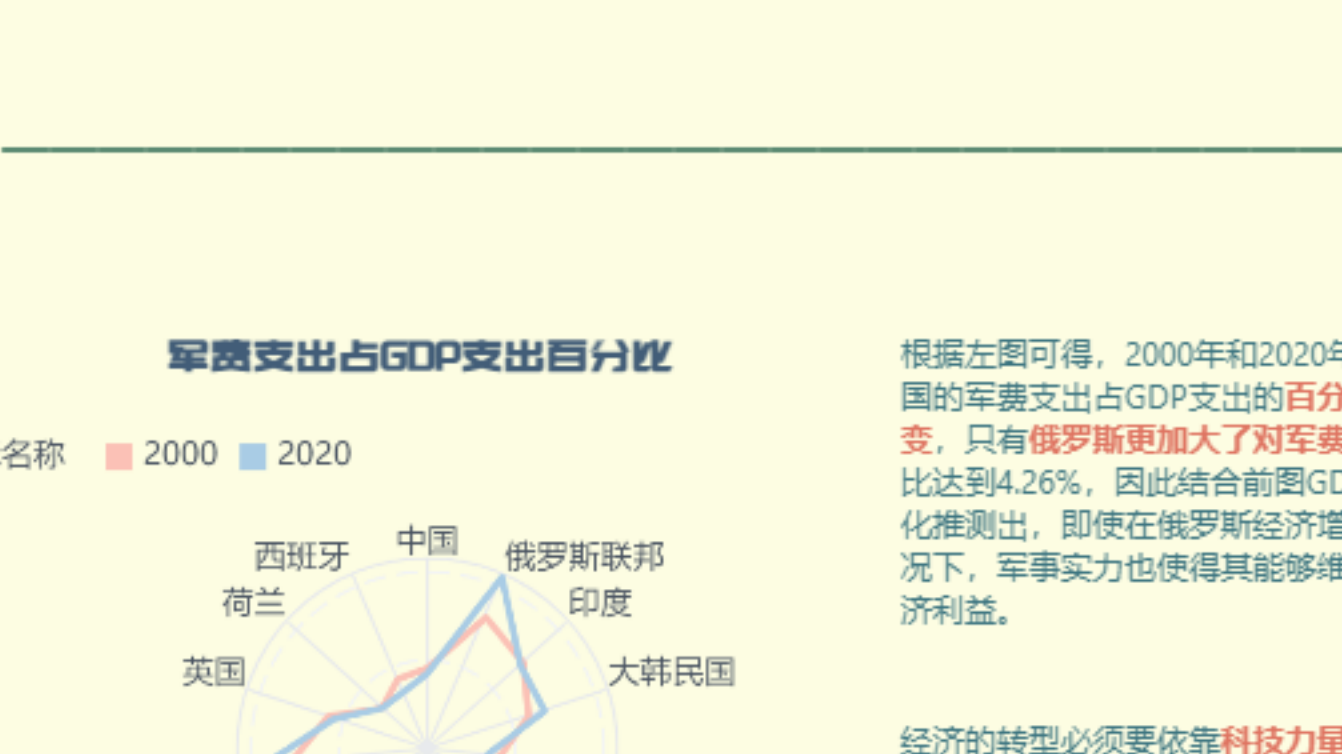 军费支出占GDP支出百分比
名称 2000 2020
中国
西班牙 俄罗斯联邦
荷兰 印度
英国 大韩民国
根据左图可得，2000年和2020年
国的军费支出占GDP支出的百分
变，只有俄罗斯更加大了对军费
比达到4.26%，因此结合前图GD
化推测出，即使在俄罗斯经济增
况下，军事实力也使得其能够维
济利益。
经济的转型必须要依靠科技力量